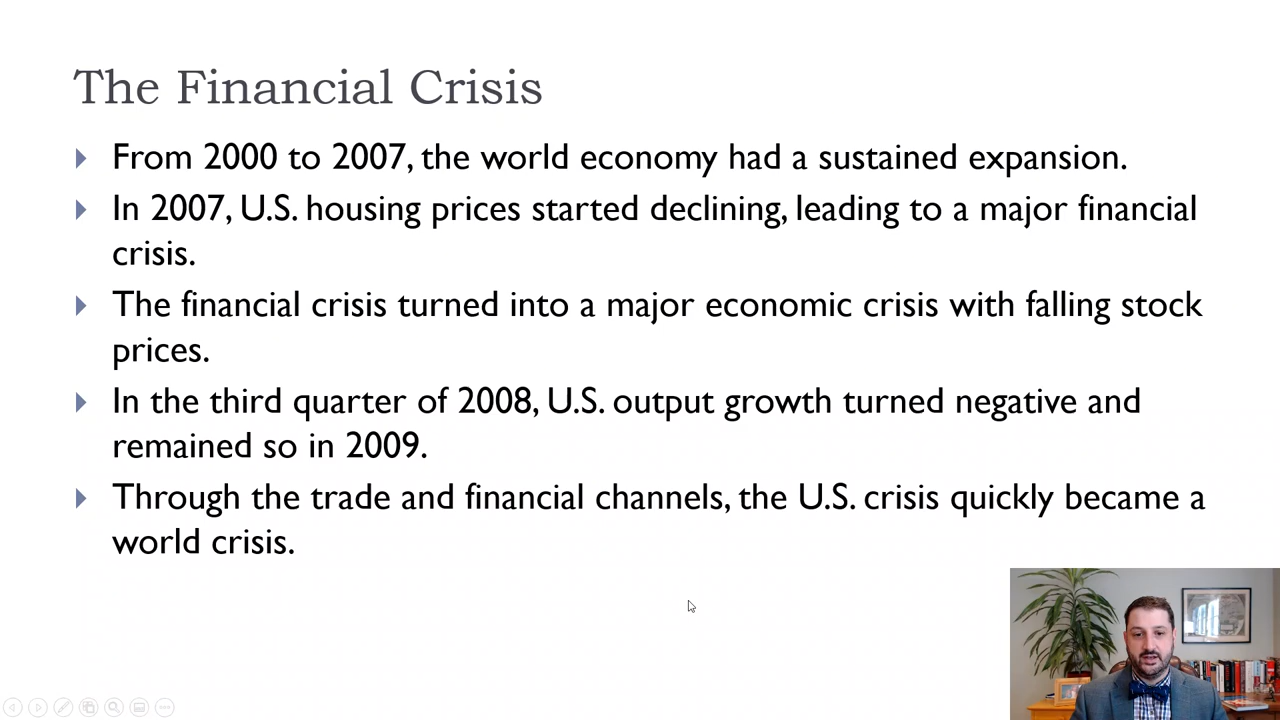 The Financial Crisis
From 2000 to 2007, the world economy had a sustained expansion.
In 2007, U.S. housing prices started declining, leading to a major financial
crisis.
The financial crisis turned into a major economic crisis with falling stock
prices.
In the third quarter of 2008, U.S. output growth turned negative and
remained so in 2009.
Through the trade and financial channels, the U.S. crisis quickly became a
world crisis.